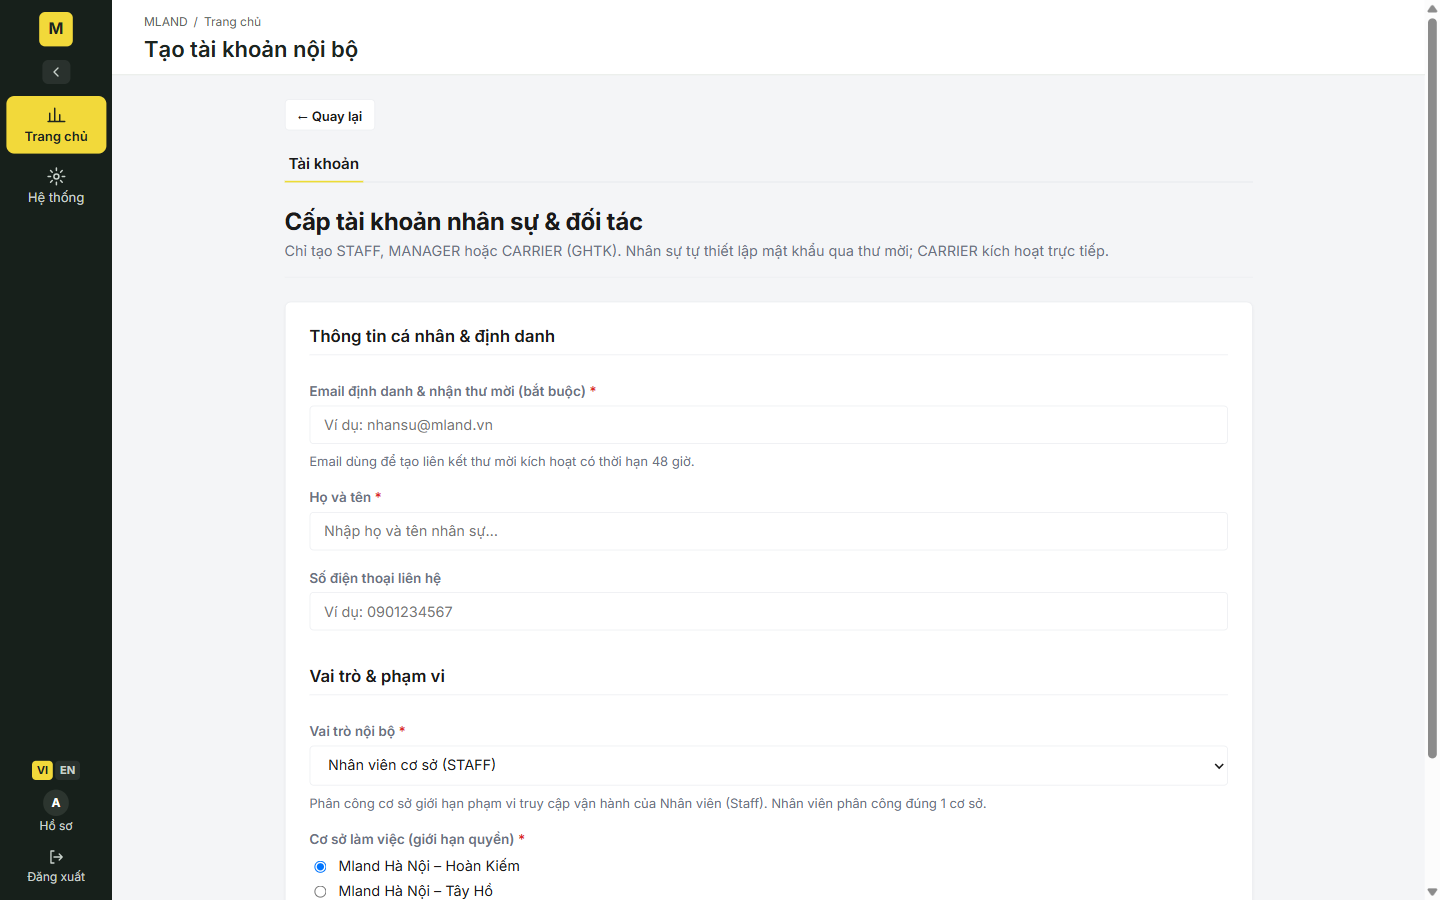 M
Trang chủ
Hệ thống
VI EN
A
Hồ sơ
Đăng xuất
MLAND / Trang chủ
Tạo tài khoản nội bộ
← Quay lại
Tài khoản
Cấp tài khoản nhân sự & đối tác
Chỉ tạo STAFF, MANAGER hoặc CARRIER (GHTK). Nhân sự tự thiết lập mật khẩu qua thư mời; CARRIER kích hoạt trực tiếp.
Thông tin cá nhân & định danh
Email định danh & nhận thư mời (bắt buộc) *
Ví dụ: nhansu@mland.vn
Email dùng để tạo liên kết thư mời kích hoạt có thời hạn 48 giờ.
Họ và tên *
Nhập họ và tên nhân sự...
Số điện thoại liên hệ
Ví dụ: 0901234567
Vai trò & phạm vi
Vai trò nội bộ *
Nhân viên cơ sở (STAFF)
Phân công cơ sở giới hạn phạm vi truy cập vận hành của Nhân viên (Staff). Nhân viên phân công đúng 1 cơ sở.
Cơ sở làm việc (giới hạn quyền) *
Mland Hà Nội – Hoàn Kiếm
Mland Hà Nội – Tây Hồ